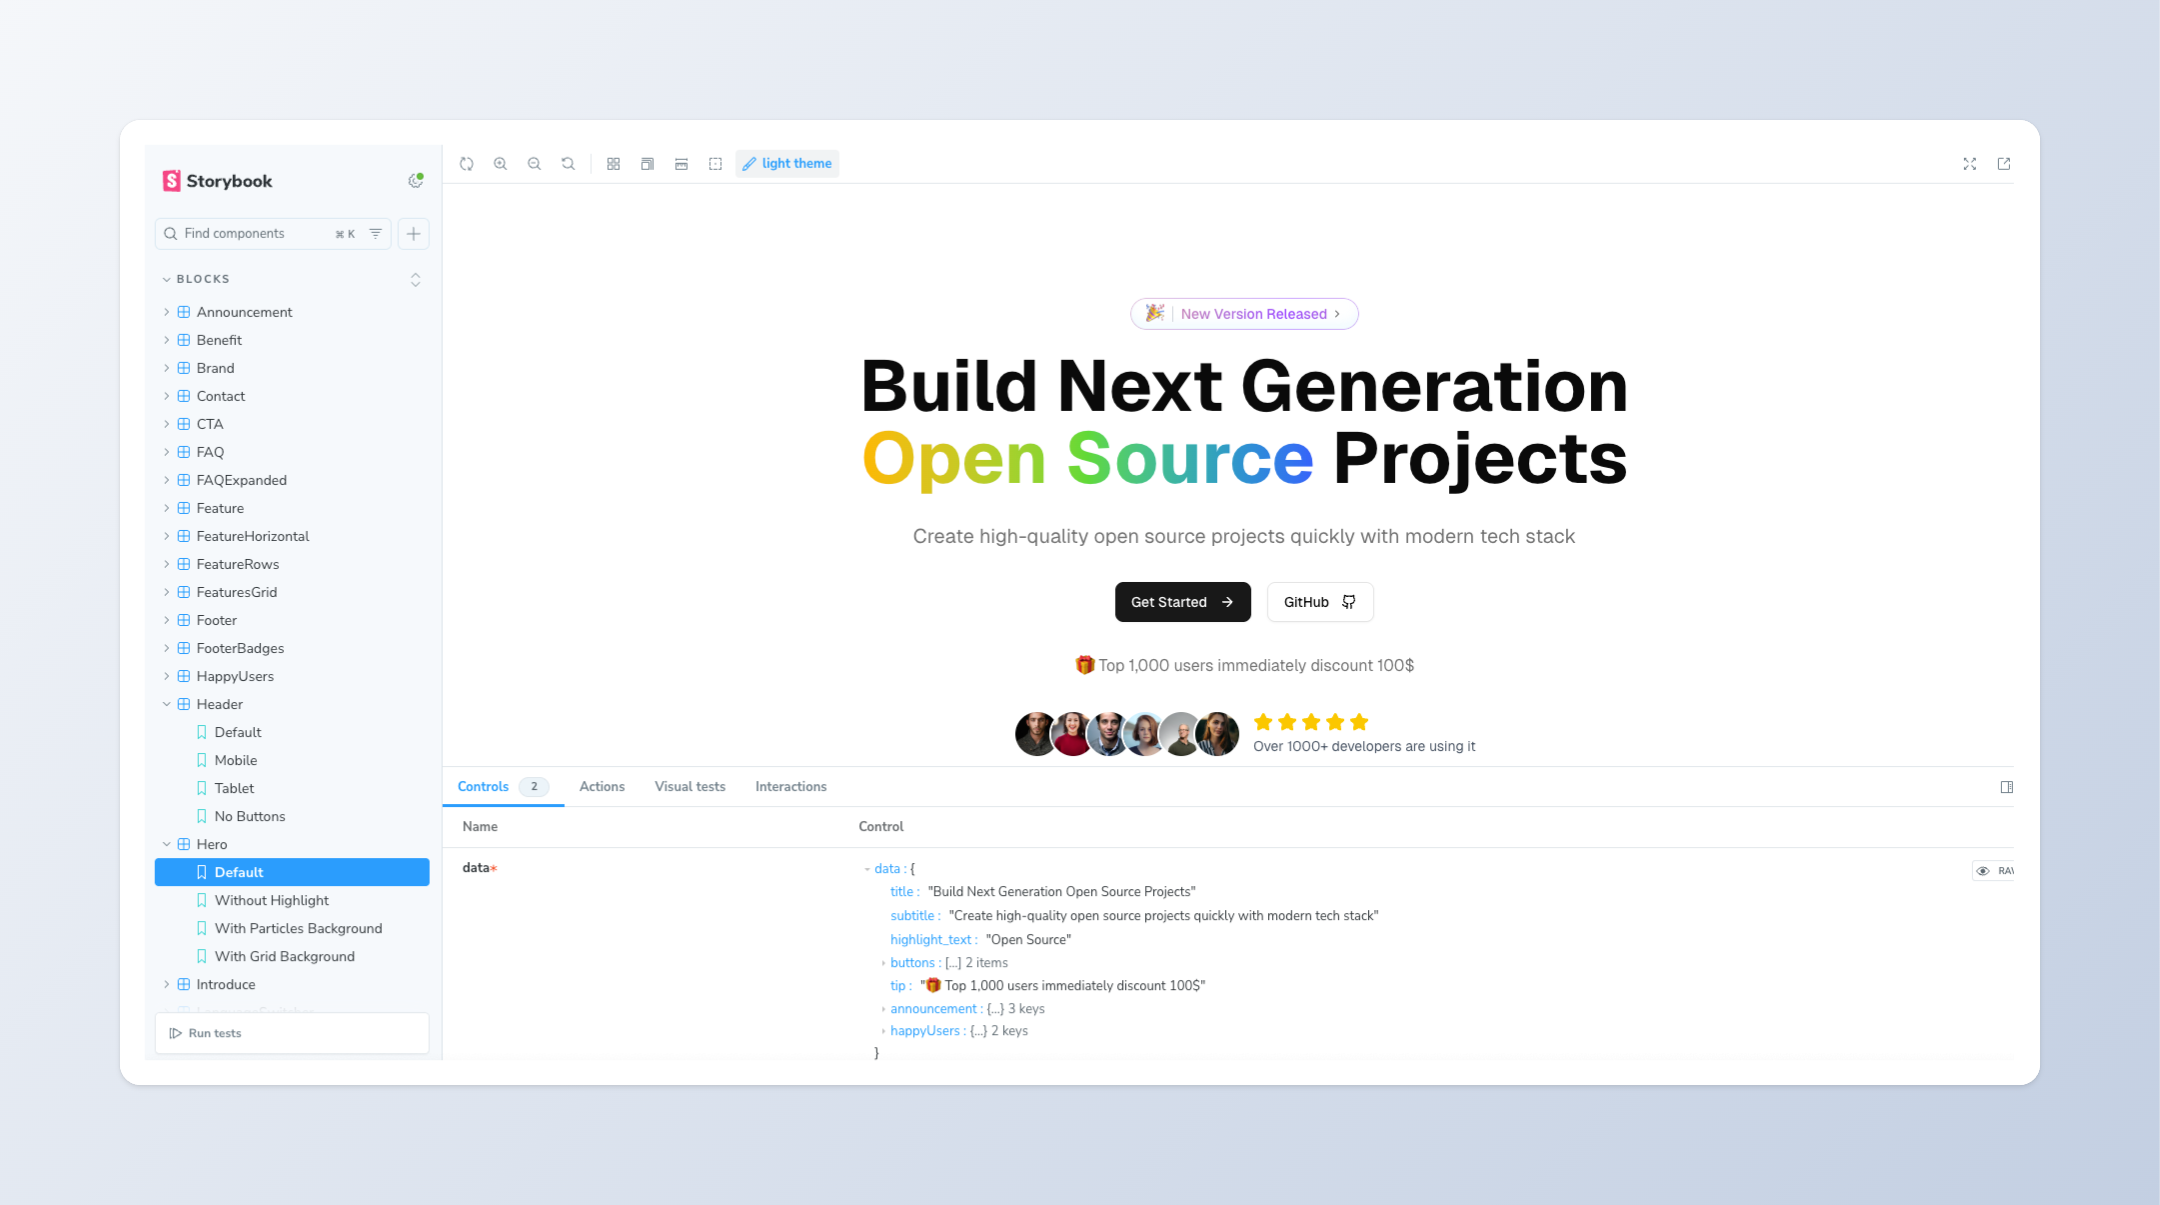 Storybook
Find components ⌘ K
BLOCKS
Announcement
Benefit
Brand
Contact
CTA
FAQ
FAQExpanded
Feature
FeatureHorizontal
FeatureRows
FeaturesGrid
Footer
FooterBadges
HappyUsers
Header
Default
Mobile
Tablet
No Buttons
Hero
Default
Without Highlight
With Particles Background
With Grid Background
Introduce
Run tests
light theme
🎉 New Version Released
Build Next Generation
Open Source Projects
Create high-quality open source projects quickly with modern tech stack
Get Started → GitHub
🎁 Top 1,000 users immediately discount 100$
Over 1000+ developers are using it
Controls 2 Actions Visual tests Interactions
Name Control
data*
data : {
title : "Build Next Generation Open Source Projects"
subtitle : "Create high-quality open source projects quickly with modern tech stack"
highlight_text : "Open Source"
buttons : [...] 2 items
tip : "🎁 Top 1,000 users immediately discount 100$"
announcement : {...} 3 keys
happyUsers : {...} 2 keys
}